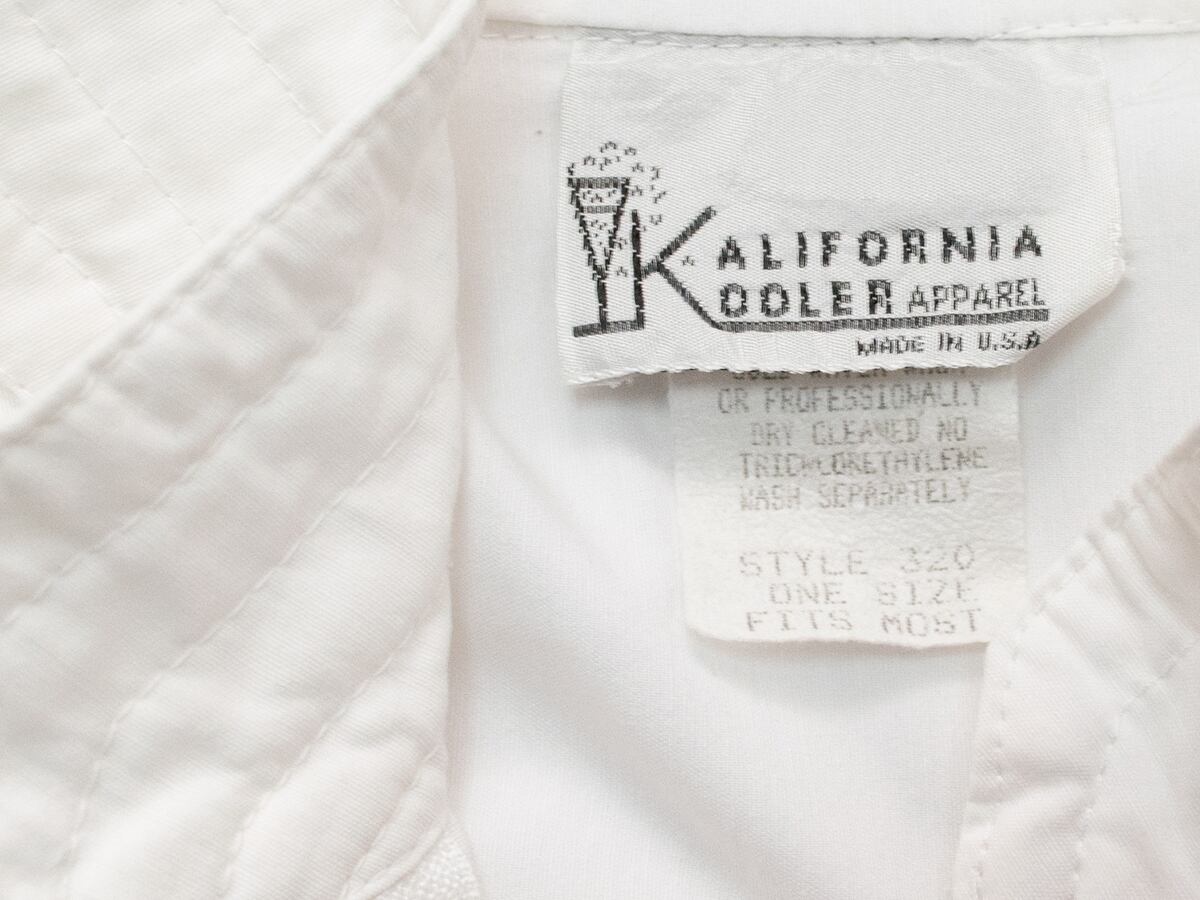 KALIFORNIA
KOOLER APPAREL
MADE IN U.S.A
OR PROFESSIONALLY
DRY CLEANED NO
TRICHLORETHYLENE
WASH SEPARATELY
STYLE 320
ONE SIZE
FITS MOST